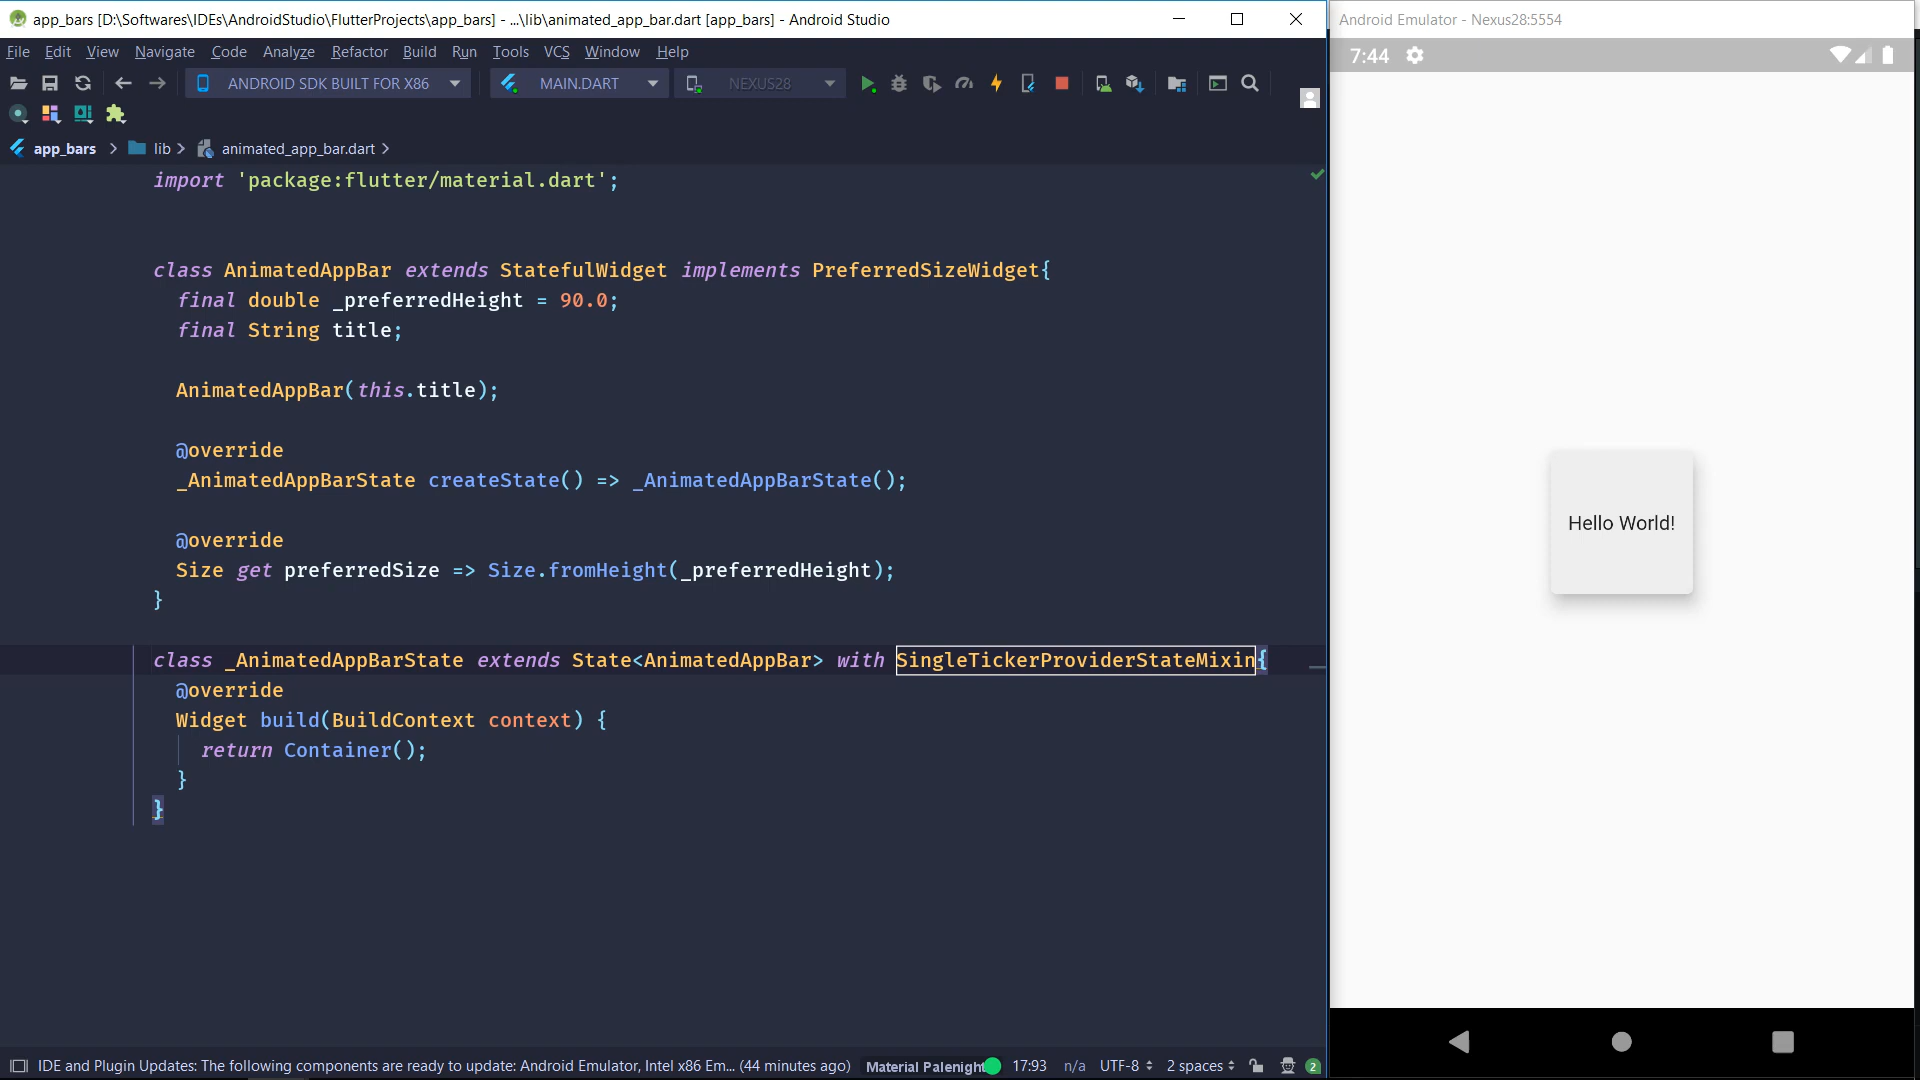 app_bars [D:\Softwares\IDEs\AndroidStudio\FlutterProjects\app_bars] - ...\lib\animated_app_bar.dart [app_bars] - Android Studio
File Edit View Navigate Code Analyze Refactor Build Run Tools VCS Window Help
ANDROID SDK BUILT FOR X86 MAIN.DART NEXUS28
app_bars lib animated_app_bar.dart
import 'package:flutter/material.dart';
class AnimatedAppBar extends StatefulWidget implements PreferredSizeWidget{
final double _preferredHeight = 90.0;
final String title;
AnimatedAppBar(this.title);
@override
_AnimatedAppBarState createState() => _AnimatedAppBarState();
@override
Size get preferredSize => Size.fromHeight(_preferredHeight);
}
class _AnimatedAppBarState extends State<AnimatedAppBar> with SingleTickerProviderStateMixin{
@override
Widget build(BuildContext context) {
return Container();
}
}
IDE and Plugin Updates: The following components are ready to update: Android Emulator, Intel x86 Em... (44 minutes ago) Material Palenight 17:93 n/a UTF-8 2 spaces 2
Android Emulator - Nexus28:5554
7:44
Hello World!